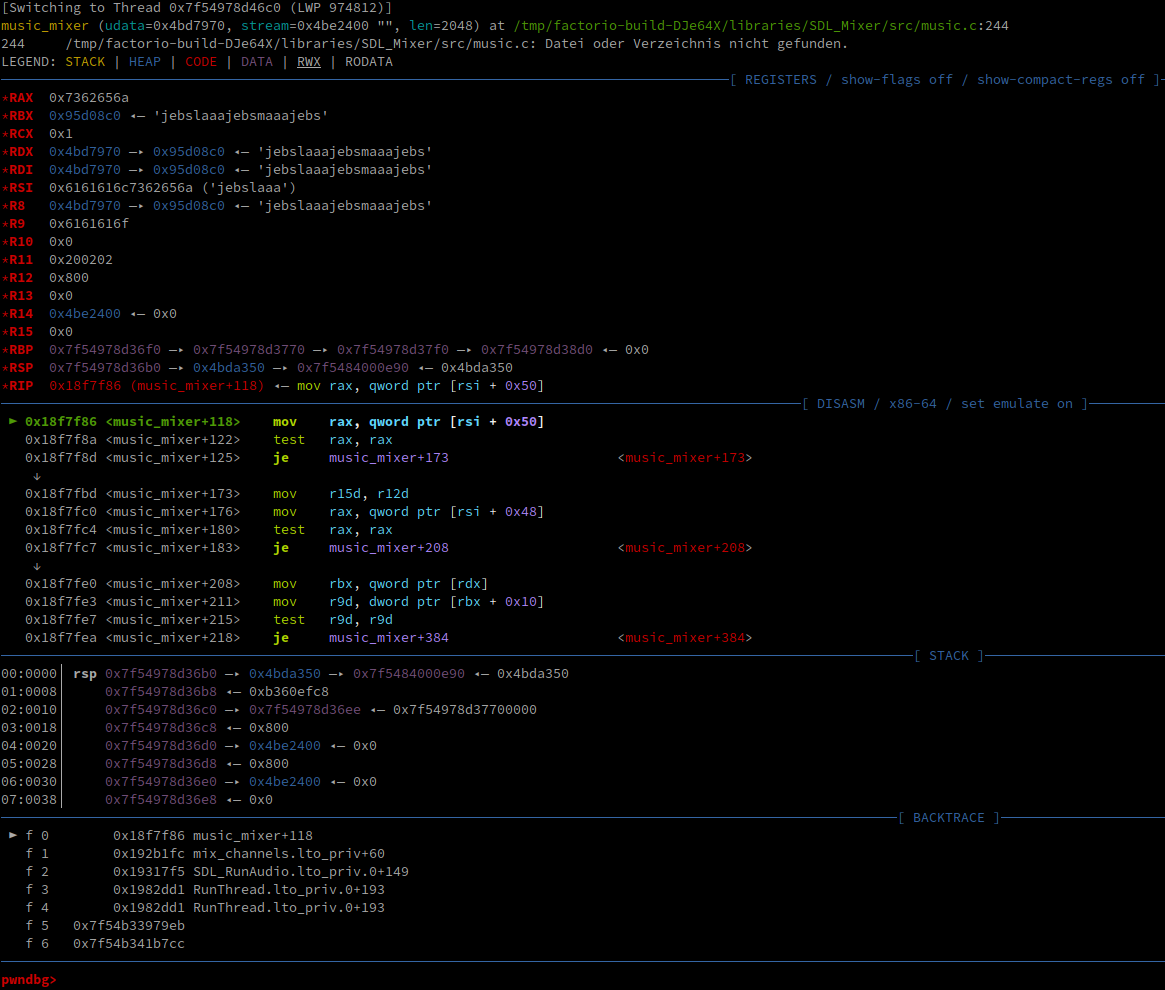 [Switching to Thread 0x7f54978d46c0 (LWP 974812)]
music_mixer (udata=0x4bd7970, stream=0x4be2400 "", len=2048) at /tmp/factorio-build-DJe64X/libraries/SDL_Mixer/src/music.c:244
244     /tmp/factorio-build-DJe64X/libraries/SDL_Mixer/src/music.c: Datei oder Verzeichnis nicht gefunden.
LEGEND: STACK | HEAP | CODE | DATA | RWX | RODATA
[ REGISTERS / show-flags off / show-compact-regs off ]
*RAX  0x7362656a
*RBX  0x95d08c0 ◂— 'jebslaaajebsmaaajebs'
*RCX  0x1
*RDX  0x4bd7970 —▸ 0x95d08c0 ◂— 'jebslaaajebsmaaajebs'
*RDI  0x4bd7970 —▸ 0x95d08c0 ◂— 'jebslaaajebsmaaajebs'
*RSI  0x6161616c7362656a ('jebslaaa')
*R8   0x4bd7970 —▸ 0x95d08c0 ◂— 'jebslaaajebsmaaajebs'
*R9   0x6161616f
*R10  0x0
*R11  0x200202
*R12  0x800
*R13  0x0
*R14  0x4be2400 ◂— 0x0
*R15  0x0
*RBP  0x7f54978d36f0 —▸ 0x7f54978d3770 —▸ 0x7f54978d37f0 —▸ 0x7f54978d38d0 ◂— 0x0
*RSP  0x7f54978d36b0 —▸ 0x4bda350 —▸ 0x7f5484000e90 ◂— 0x4bda350
*RIP  0x18f7f86 (music_mixer+118) ◂— mov rax, qword ptr [rsi + 0x50]
[ DISASM / x86-64 / set emulate on ]
► 0x18f7f86 <music_mixer+118>    mov    rax, qword ptr [rsi + 0x50]
0x18f7f8a <music_mixer+122>    test   rax, rax
0x18f7f8d <music_mixer+125>    je     music_mixer+173                     <music_mixer+173>
↓
0x18f7fbd <music_mixer+173>    mov    r15d, r12d
0x18f7fc0 <music_mixer+176>    mov    rax, qword ptr [rsi + 0x48]
0x18f7fc4 <music_mixer+180>    test   rax, rax
0x18f7fc7 <music_mixer+183>    je     music_mixer+208                     <music_mixer+208>
↓
0x18f7fe0 <music_mixer+208>    mov    rbx, qword ptr [rdx]
0x18f7fe3 <music_mixer+211>    mov    r9d, dword ptr [rbx + 0x10]
0x18f7fe7 <music_mixer+215>    test   r9d, r9d
0x18f7fea <music_mixer+218>    je     music_mixer+384                     <music_mixer+384>
[ STACK ]
00:0000│ rsp 0x7f54978d36b0 —▸ 0x4bda350 —▸ 0x7f5484000e90 ◂— 0x4bda350
01:0008│     0x7f54978d36b8 ◂— 0xb360efc8
02:0010│     0x7f54978d36c0 —▸ 0x7f54978d36ee ◂— 0x7f54978d37700000
03:0018│     0x7f54978d36c8 ◂— 0x800
04:0020│     0x7f54978d36d0 —▸ 0x4be2400 ◂— 0x0
05:0028│     0x7f54978d36d8 ◂— 0x800
06:0030│     0x7f54978d36e0 —▸ 0x4be2400 ◂— 0x0
07:0038│     0x7f54978d36e8 ◂— 0x0
[ BACKTRACE ]
► f 0        0x18f7f86 music_mixer+118
f 1        0x192b1fc mix_channels.lto_priv+60
f 2        0x19317f5 SDL_RunAudio.lto_priv.0+149
f 3        0x1982dd1 RunThread.lto_priv.0+193
f 4        0x1982dd1 RunThread.lto_priv.0+193
f 5   0x7f54b33979eb
f 6   0x7f54b341b7cc
pwndbg>